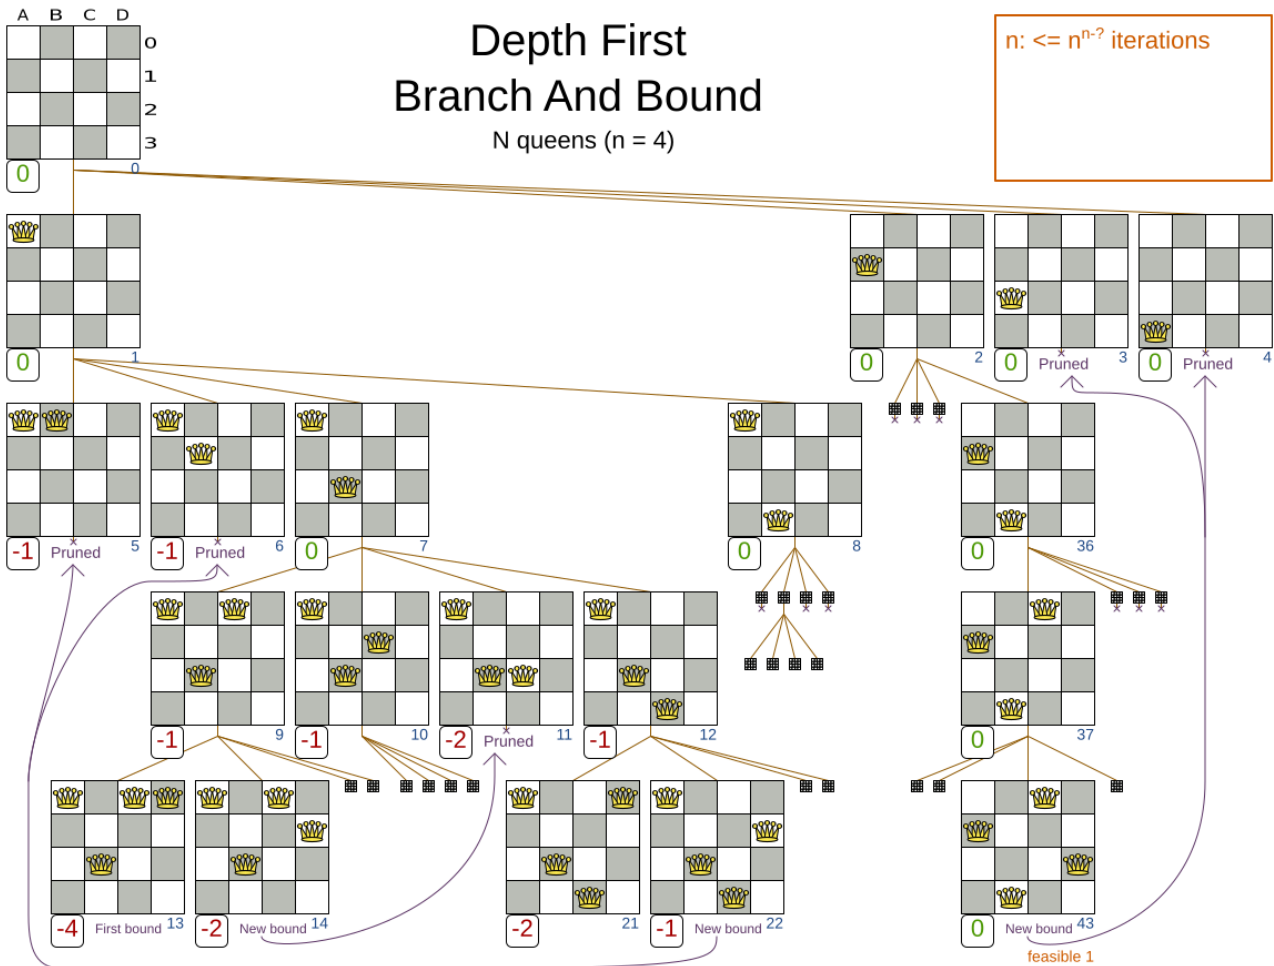 A B C D
Depth First
Branch And Bound
N queens (n = 4)
n: <= n^n-? iterations
0
1
2
3
0 0
0 1
0 2
0 Pruned 3
0 Pruned 4
-1 Pruned 5
-1 Pruned 6
0 7
0 8
0 36
-1 9
-1 10
-2 Pruned 11
-1 12
0 37
-4 First bound 13
-2 New bound 14
-2 21
-1 New bound 22
0 New bound 43
feasible 1